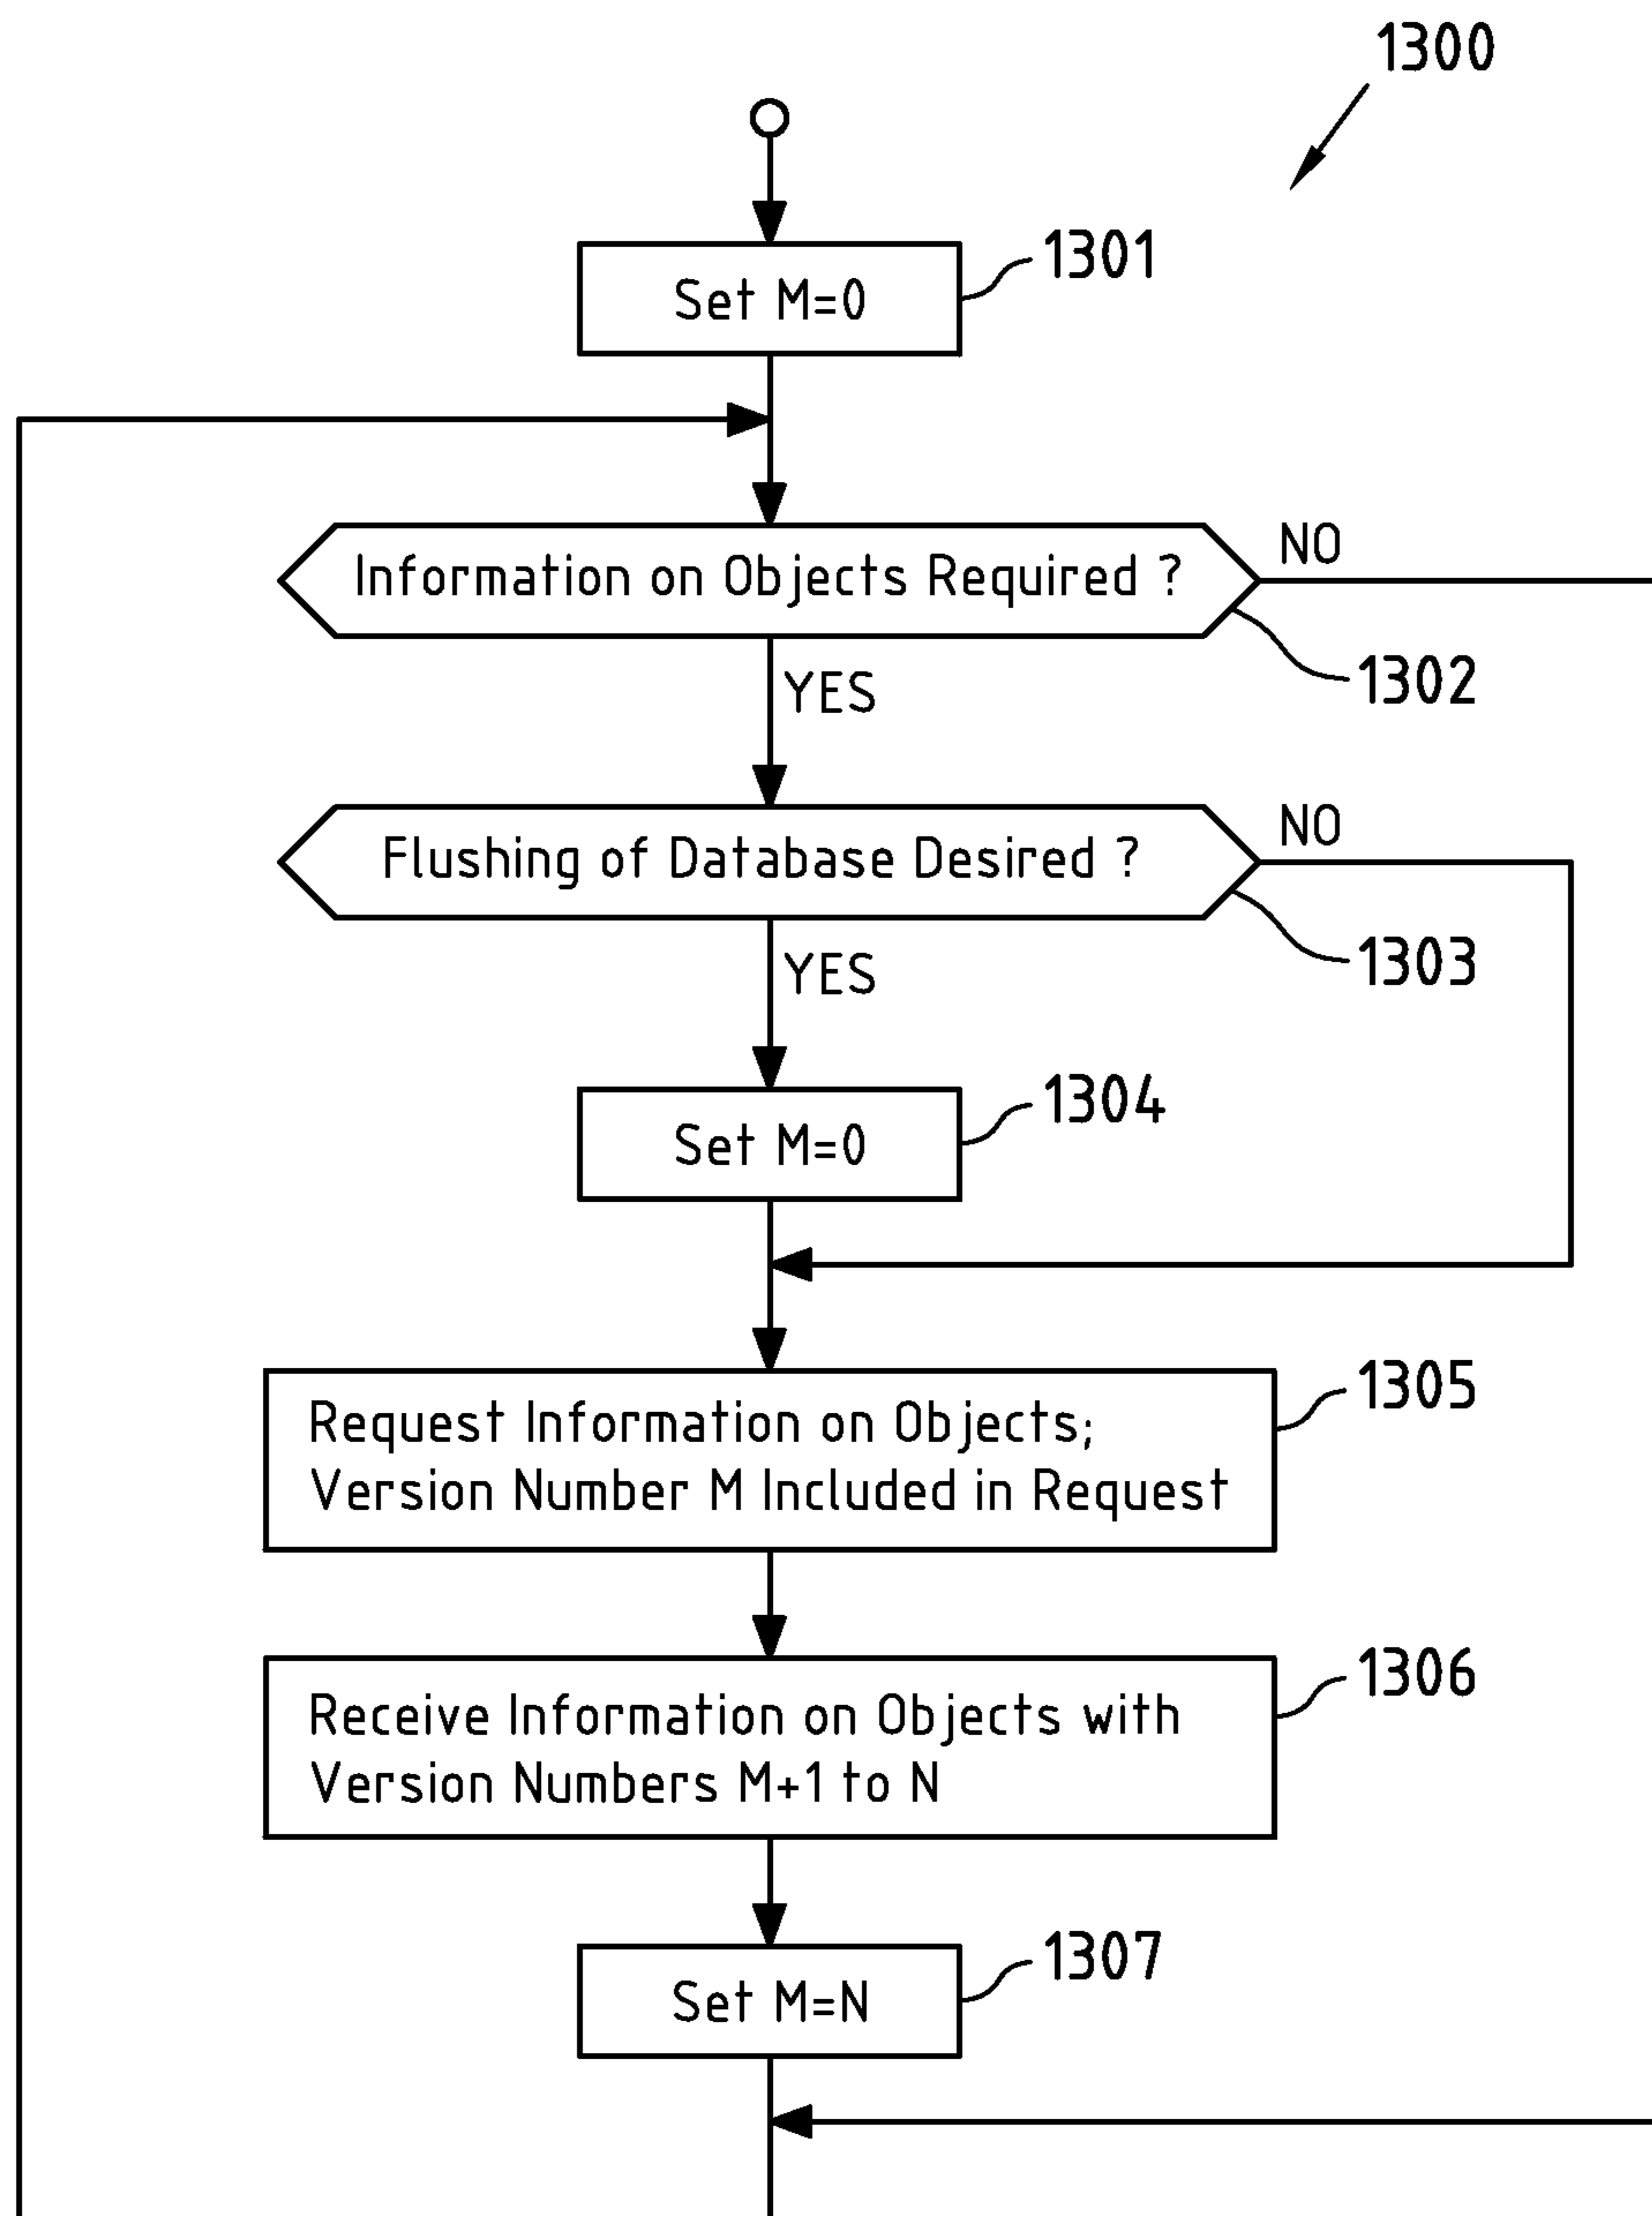 1300
Set M=0
1301
Information on Objects Required ?
NO
1302
YES
Flushing of Database Desired ?
NO
1303
YES
Set M=0
1304
Request Information on Objects;
Version Number M Included in Request
1305
Receive Information on Objects with
Version Numbers M+1 to N
1306
Set M=N
1307